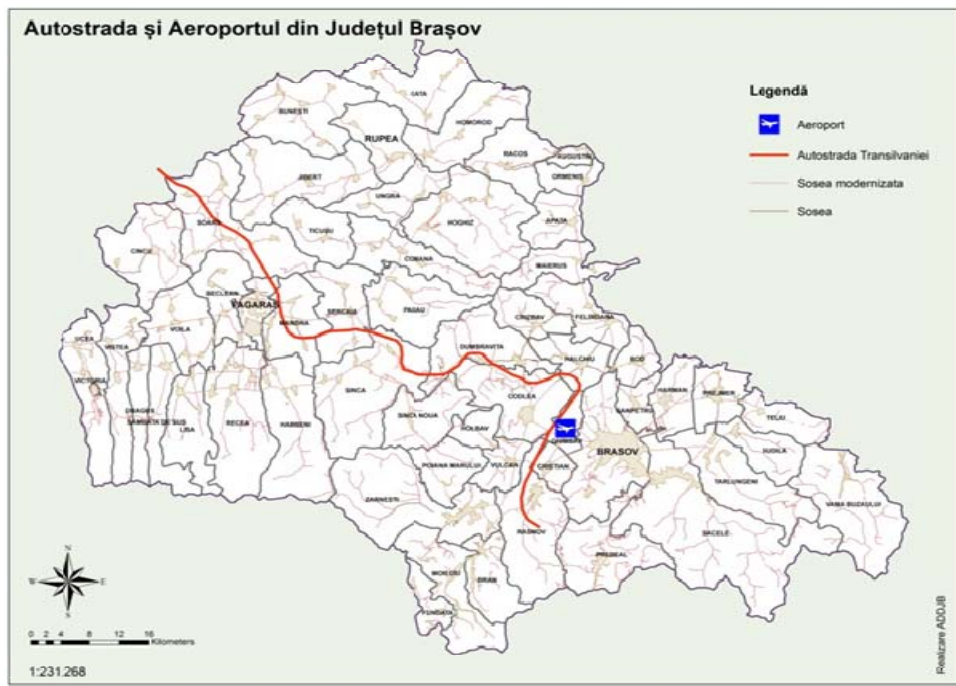 Autostrada și Aeroportul din Județul Brașov
Legendă
Aeroport
Autostrada Transilvaniei
Sosea modernizata
Sosea
CATA
BUNESTI
HOMOROD
RUPEA
RACOS
AUGUSTIN
ORMENIS
JIBERT
UNGRA
HOGHIZ
APATA
SOARS
TICUSU
COMANA
MAIERUS
CINCU
BECLEAN
FAGARAS
MANDRA
SERCAIA
PARAU
CRIZBAV
FELDIOARA
UCEA
VISTEA
VOILA
DUMBRAVITA
HALCHIU
BOD
VICTORIA
SINCA
CODLEA
HARMAN
PREJMER
DRAGUS
SAMBATA DE SUS
LISA
RECEA
HARSENI
SINCA NOUA
HOLBAV
SANPETRU
TELIU
GHIMBAV
BRASOV
BUDILA
POIANA MARULUI
VULCAN
CRISTIAN
TARLUNGENI
ZARNESTI
VAMA BUZAULUI
RASNOV
PREDEAL
SACELE
MOIECIU
BRAN
FUNDATA
N
W
E
S
0 2 4 8 12 16
Kilometers
1:231.268
Realizare ADDJB